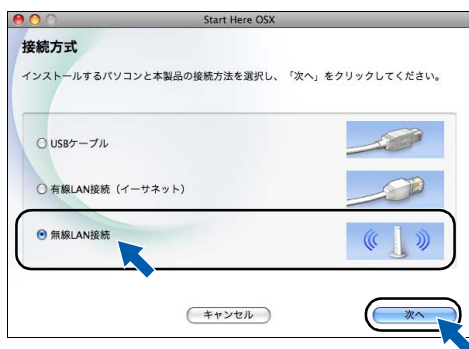 Start Here OSX
接続方式
インストールするパソコンと本製品の接続方法を選択し、「次へ」をクリックしてください。
USBケーブル
有線LAN接続（イーサネット）
無線LAN接続
キャンセル
次へ